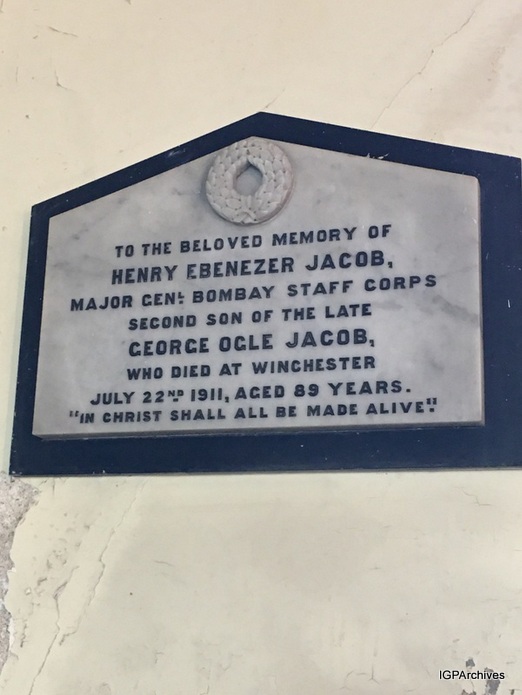 TO THE BELOVED MEMORY OF
HENRY EBENEZER JACOB,
MAJOR GENL. BOMBAY STAFF CORPS
SECOND SON OF THE LATE
GEORGE OGLE JACOB,
WHO DIED AT WINCHESTER
JULY 22ND 1911, AGED 89 YEARS.
"IN CHRIST SHALL ALL BE MADE ALIVE".
IGPArchives